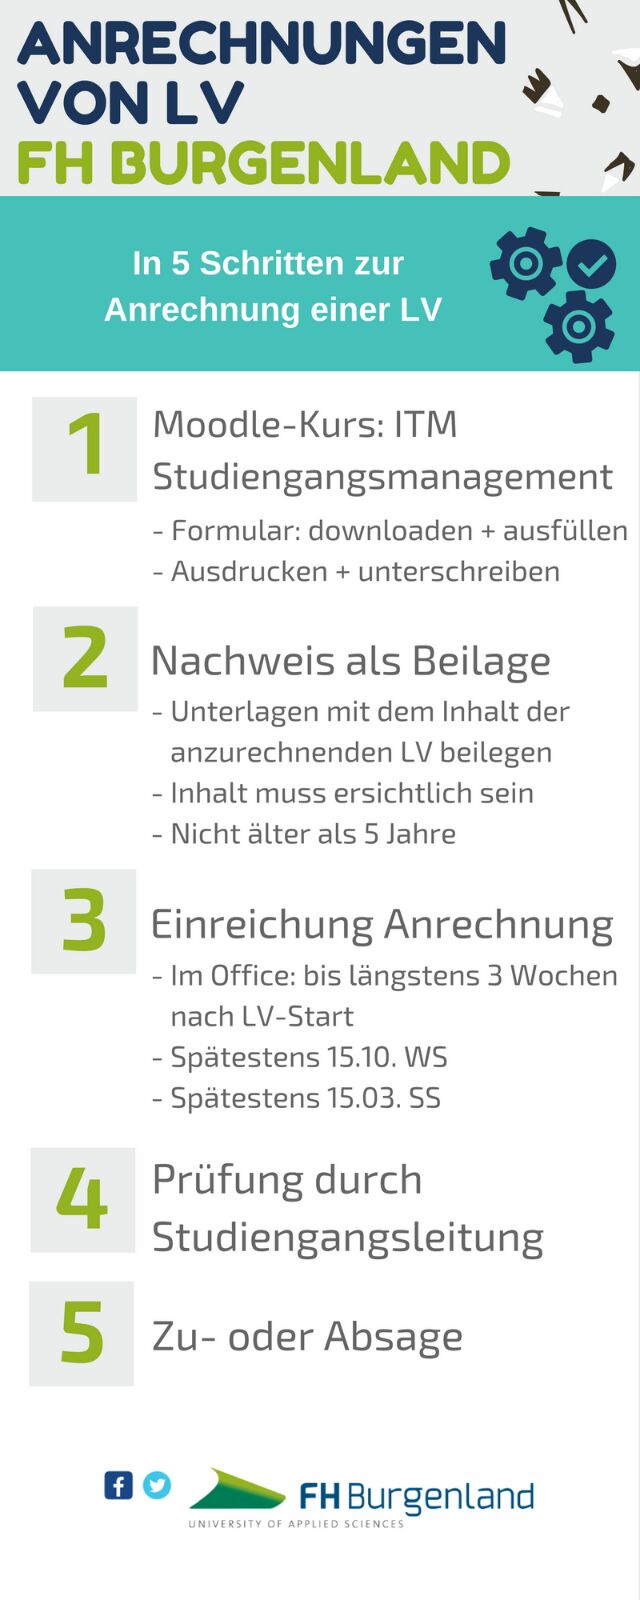 ANRECHNUNGEN
VON LV
FH BURGENLAND
In 5 Schritten zur
Anrechnung einer LV
1
Moodle-Kurs: ITM
Studiengangsmanagement
- Formular: downloaden + ausfüllen
- Ausdrucken + unterschreiben
2
Nachweis als Beilage
- Unterlagen mit dem Inhalt der
anzurechnenden LV beilegen
- Inhalt muss ersichtlich sein
- Nicht älter als 5 Jahre
3
Einreichung Anrechnung
- Im Office: bis längstens 3 Wochen
nach LV-Start
- Spätestens 15.10. WS
- Spätestens 15.03. SS
4
Prüfung durch
Studiengangsleitung
5
Zu- oder Absage
FH Burgenland
UNIVERSITY OF APPLIED SCIENCES